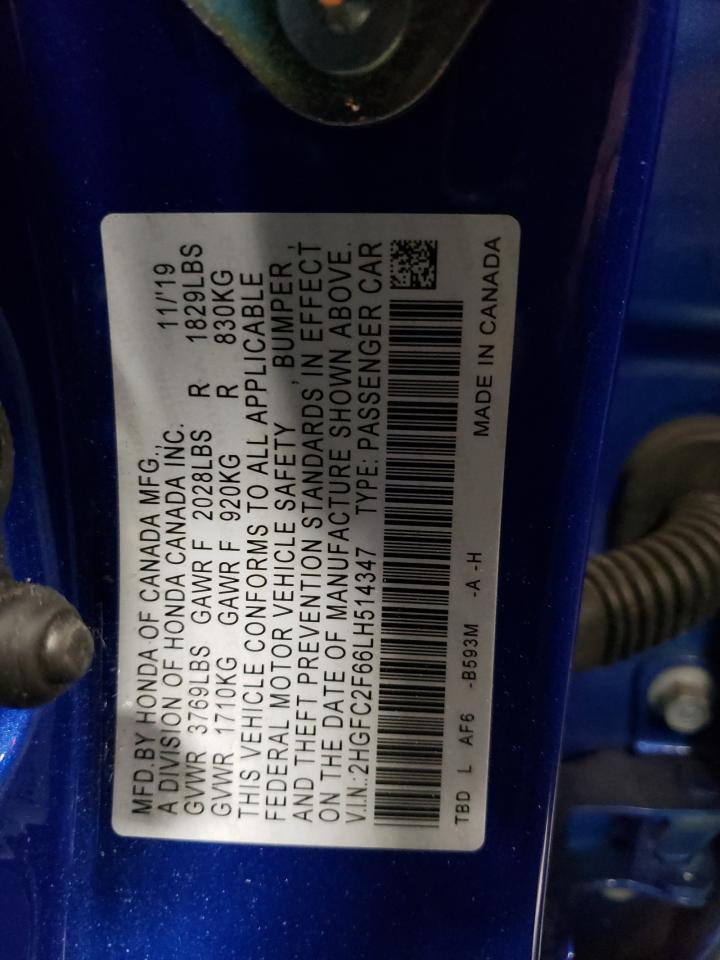 MFD.BY HONDA OF CANADA MFG., 11/'19
A DIVISION OF HONDA CANADA INC.
GVWR 3769LBS GAWR F 2028LBS R 1829LBS
GVWR 1710KG GAWR F 920KG R 830KG
THIS VEHICLE CONFORMS TO ALL APPLICABLE
FEDERAL MOTOR VEHICLE SAFETY, BUMPER,
AND THEFT PREVENTION STANDARDS, IN EFFECT
ON THE DATE OF MANUFACTURE SHOWN ABOVE.
V.I.N.:2HGFC2F66LH514347 TYPE: PASSENGER CAR
TBD L AF6 -B593M -A -H MADE IN CANADA